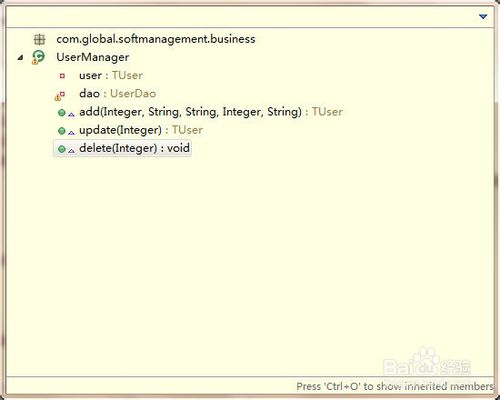 com.global.softmanagement.business
UserManager
user : TUser
dao : UserDao
add(Integer, String, String, Integer, String) : TUser
update(Integer) : TUser
delete(Integer) : void
Baidu 经验
Press 'Ctrl+O' to show inherited members